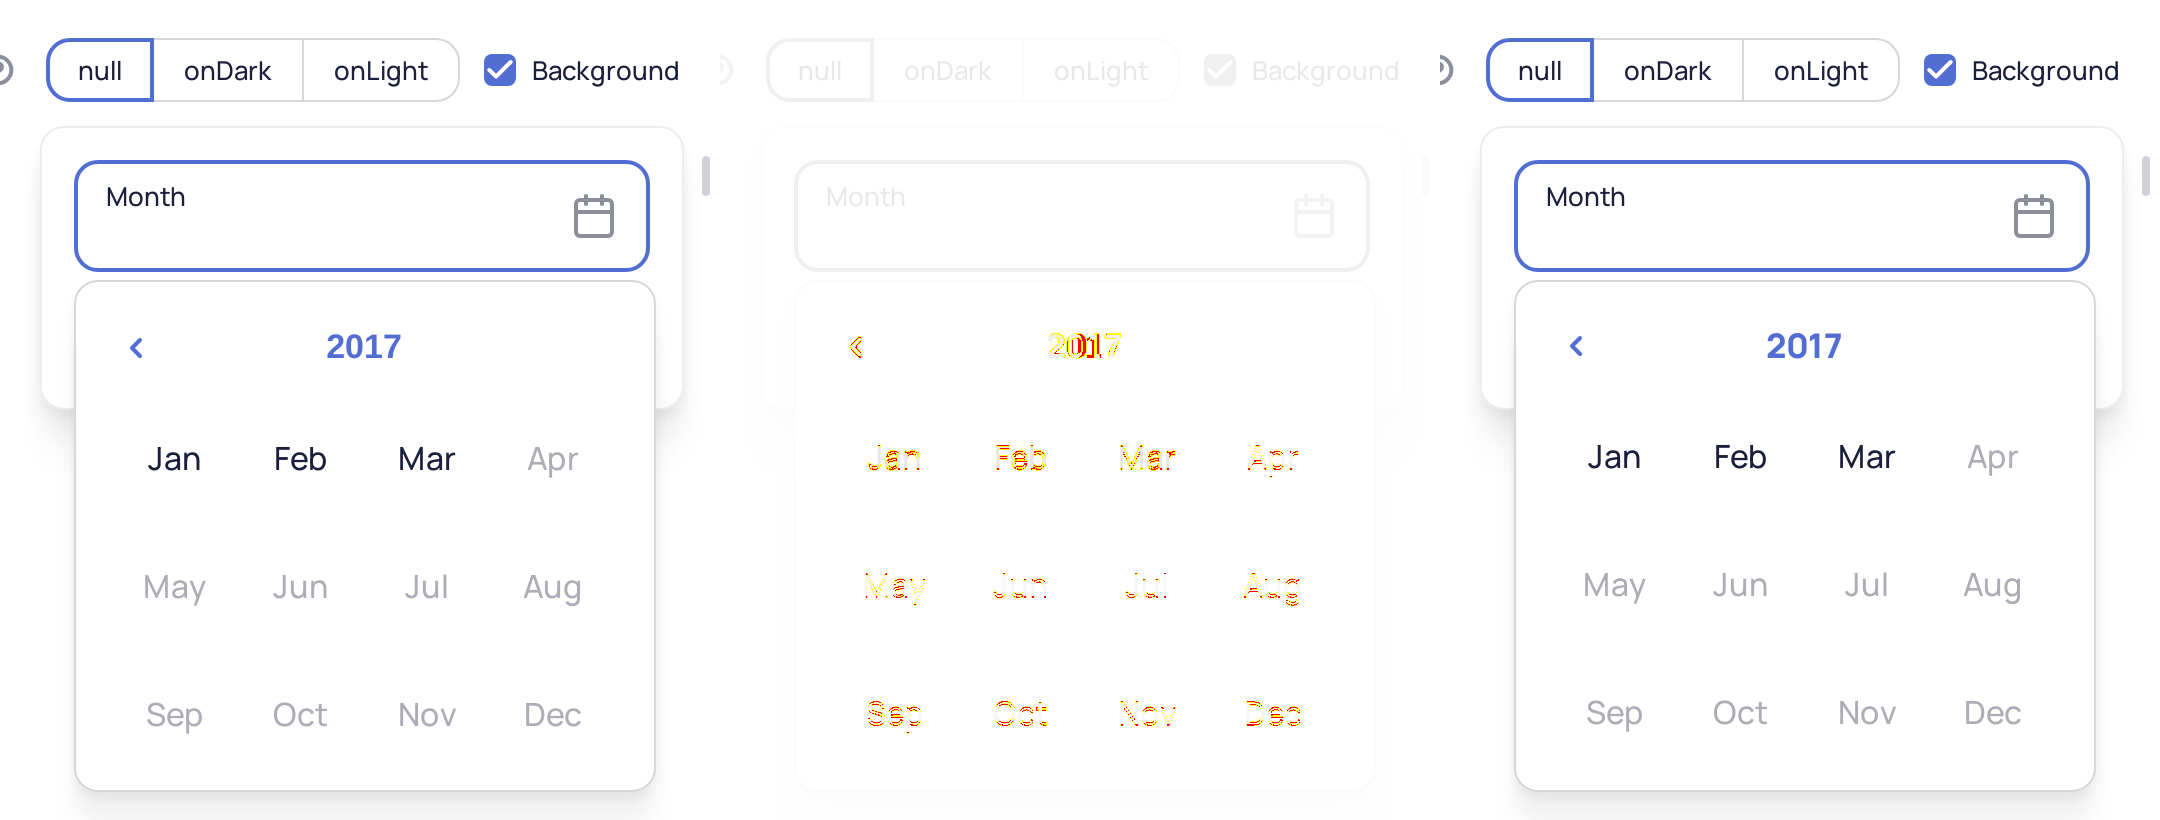 null onDark onLight Background null onDark onLight Background null onDark onLight Background
Month Month Month
2017 2017 2017
Jan Feb Mar Apr Jan Feb Mar Apr Jan Feb Mar Apr
May Jun Jul Aug May Jun Jul Aug May Jun Jul Aug
Sep Oct Nov Dec Sep Oct Nov Dec Sep Oct Nov Dec